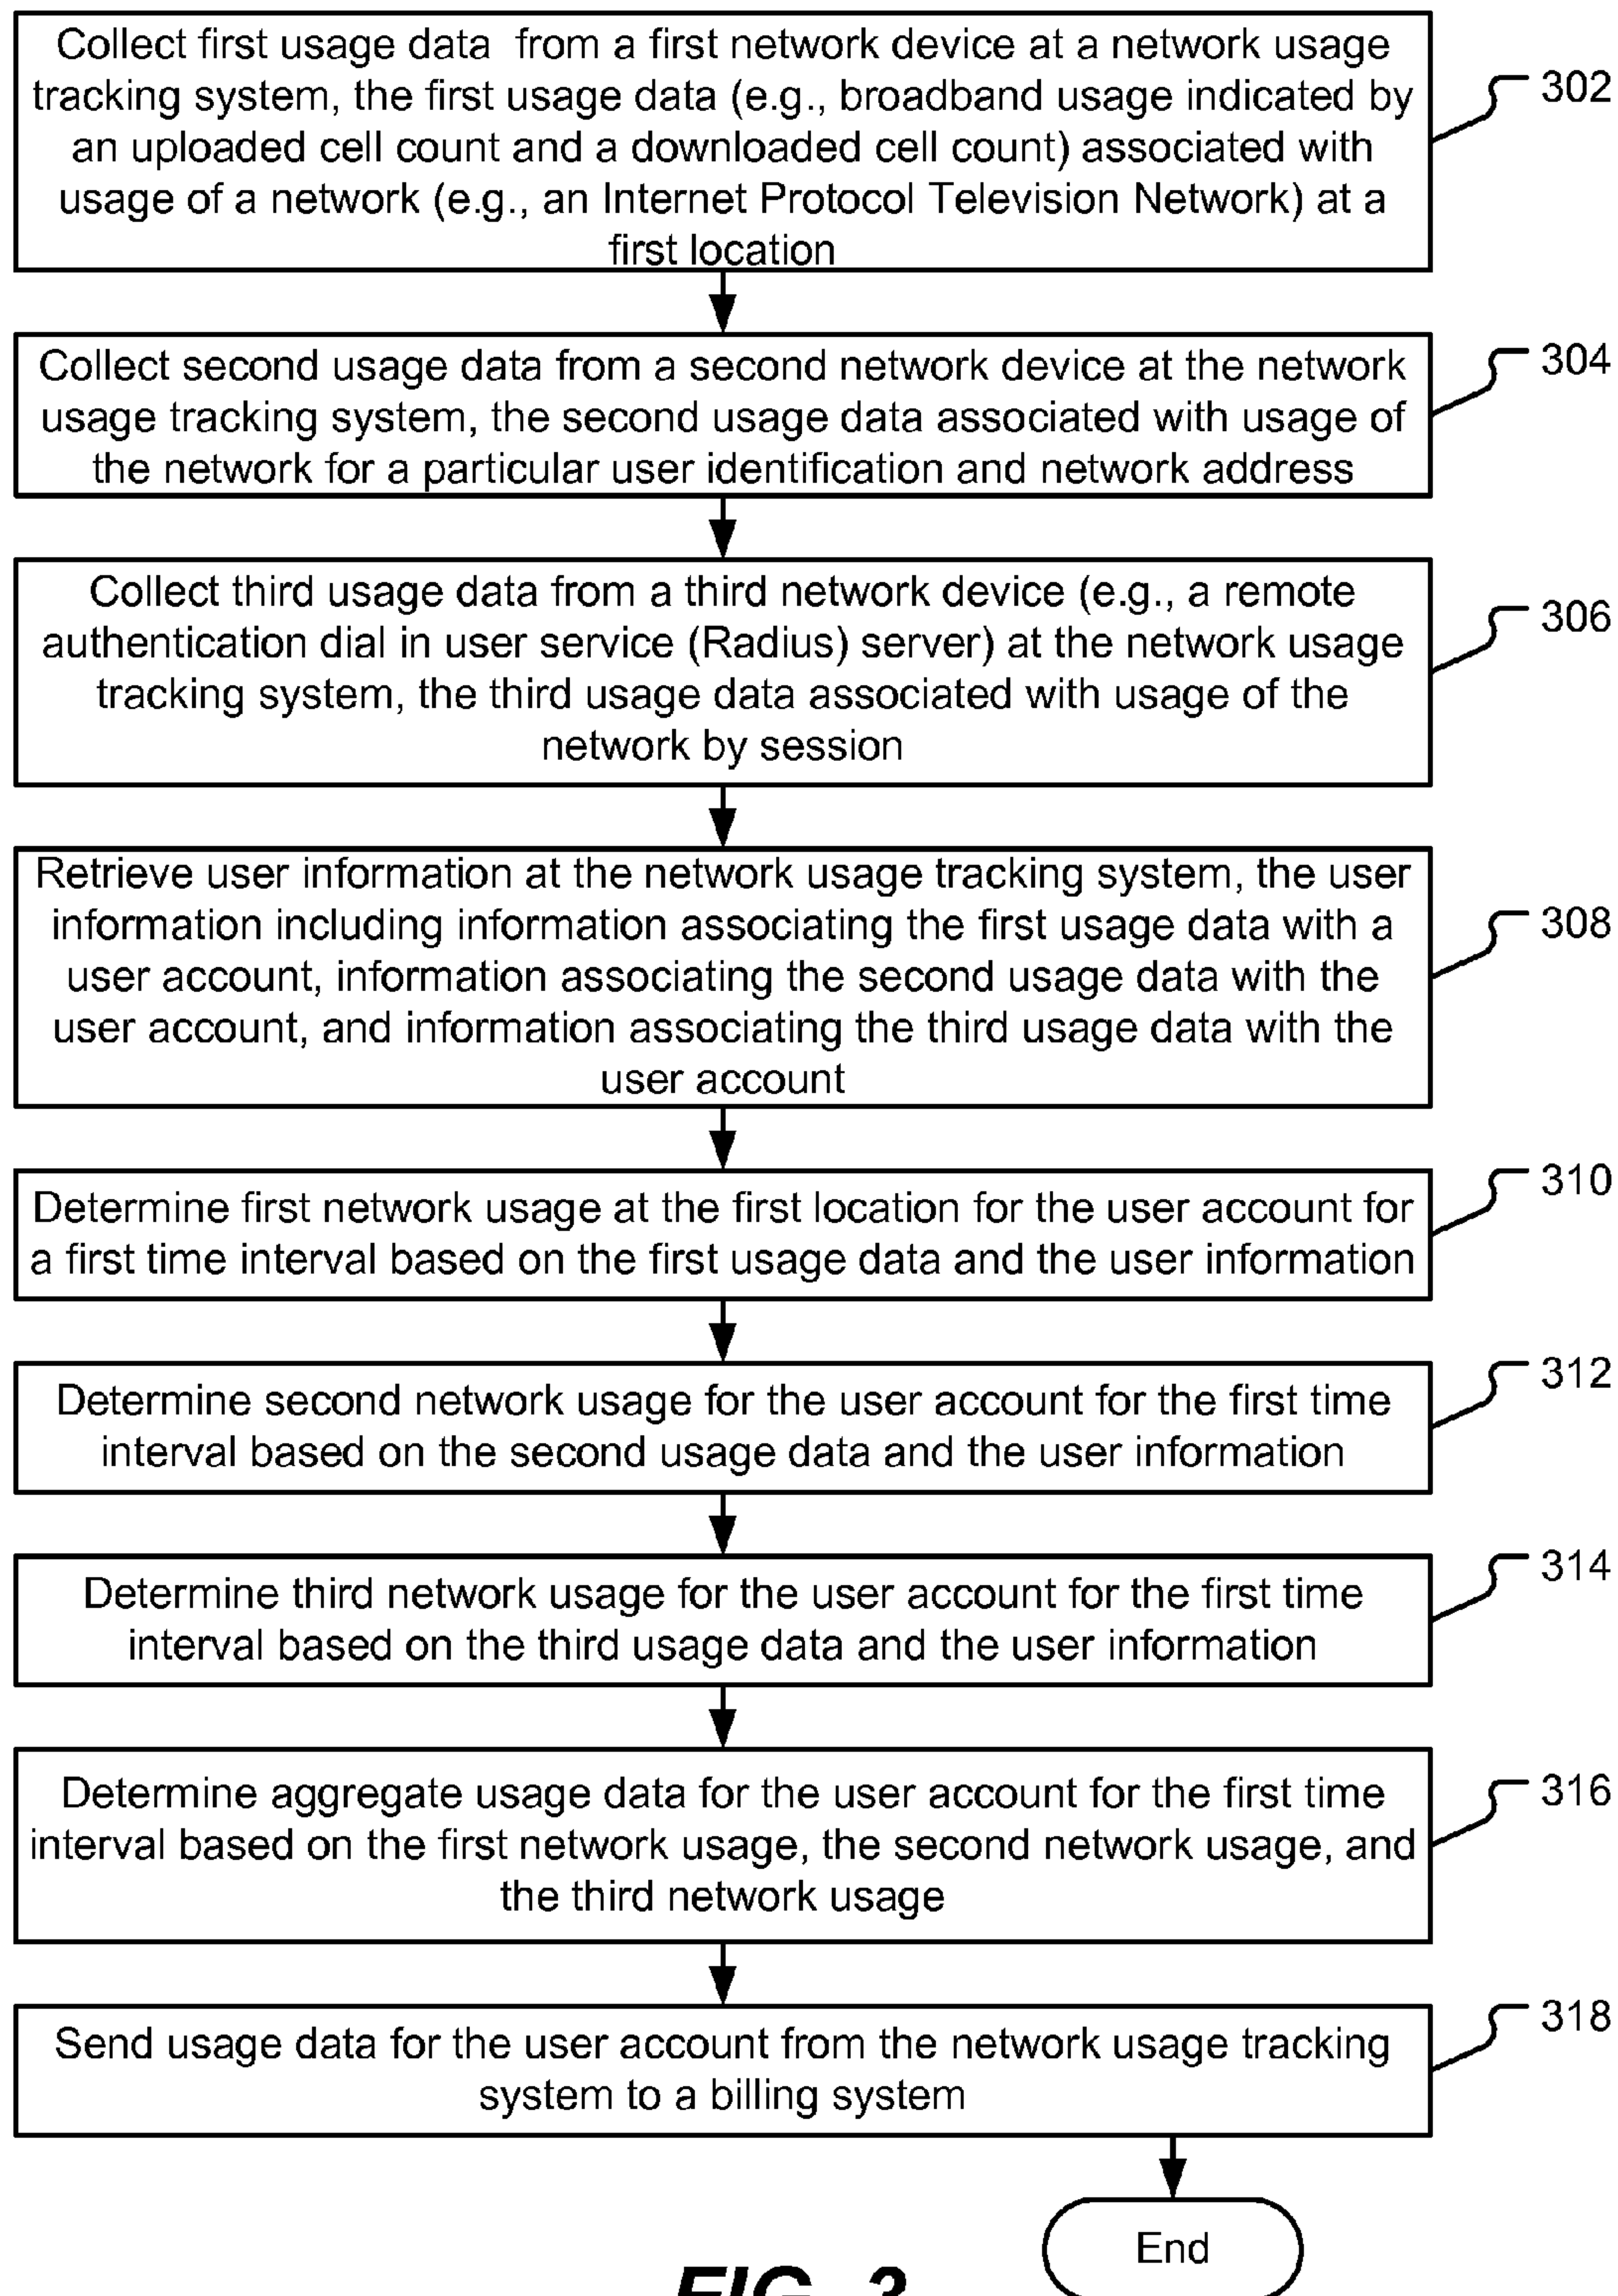 Collect first usage data from a first network device at a network usage
tracking system, the first usage data (e.g., broadband usage indicated by
an uploaded cell count and a downloaded cell count) associated with
usage of a network (e.g., an Internet Protocol Television Network) at a
first location
302
Collect second usage data from a second network device at the network
usage tracking system, the second usage data associated with usage of
the network for a particular user identification and network address
304
Collect third usage data from a third network device (e.g., a remote
authentication dial in user service (Radius) server) at the network usage
tracking system, the third usage data associated with usage of the
network by session
306
Retrieve user information at the network usage tracking system, the user
information including information associating the first usage data with a
user account, information associating the second usage data with the
user account, and information associating the third usage data with the
user account
308
Determine first network usage at the first location for the user account for
a first time interval based on the first usage data and the user information
310
Determine second network usage for the user account for the first time
interval based on the second usage data and the user information
312
Determine third network usage for the user account for the first time
interval based on the third usage data and the user information
314
Determine aggregate usage data for the user account for the first time
interval based on the first network usage, the second network usage, and
the third network usage
316
Send usage data for the user account from the network usage tracking
system to a billing system
318
End